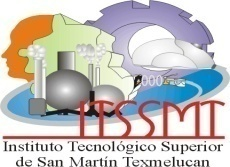 ITSSMT
Instituto Tecnológico Superior
de San Martín Texmelucan